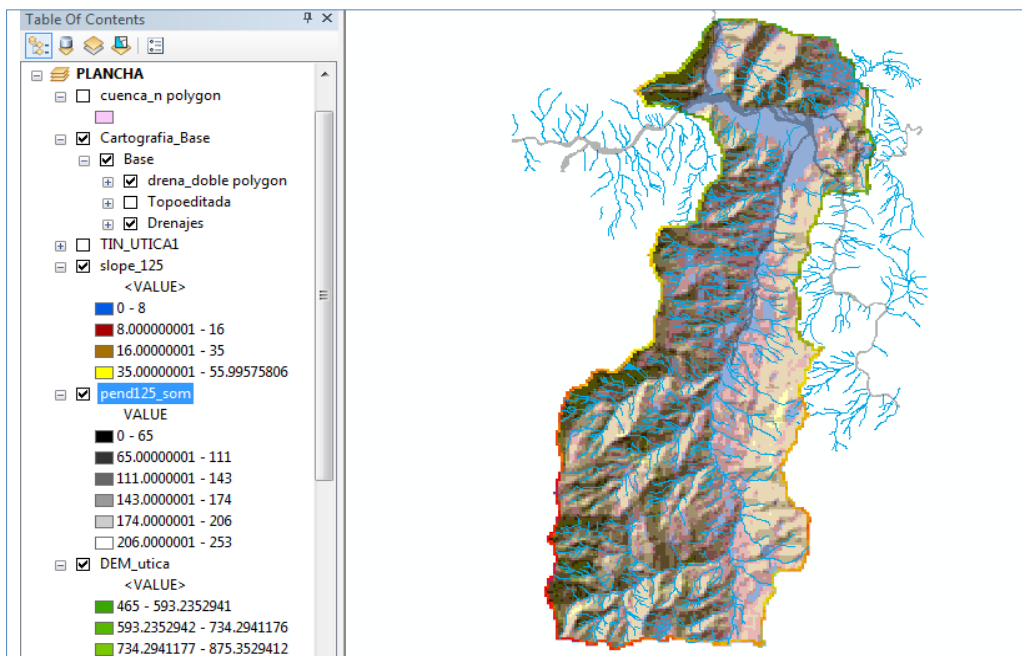 Table Of Contents
PLANCHA
cuenca_n polygon
Cartografia_Base
Base
drena_doble polygon
Topoeditada
Drenajes
TIN_UTICA1
slope_125
<VALUE>
0 - 8
8.000000001 - 16
16.00000001 - 35
35.00000001 - 55.99575806
pend125_som
VALUE
0 - 65
65.00000001 - 111
111.0000001 - 143
143.0000001 - 174
174.0000001 - 206
206.0000001 - 253
DEM_utica
<VALUE>
465 - 593.2352941
593.2352942 - 734.2941176
734.2941177 - 875.3529412